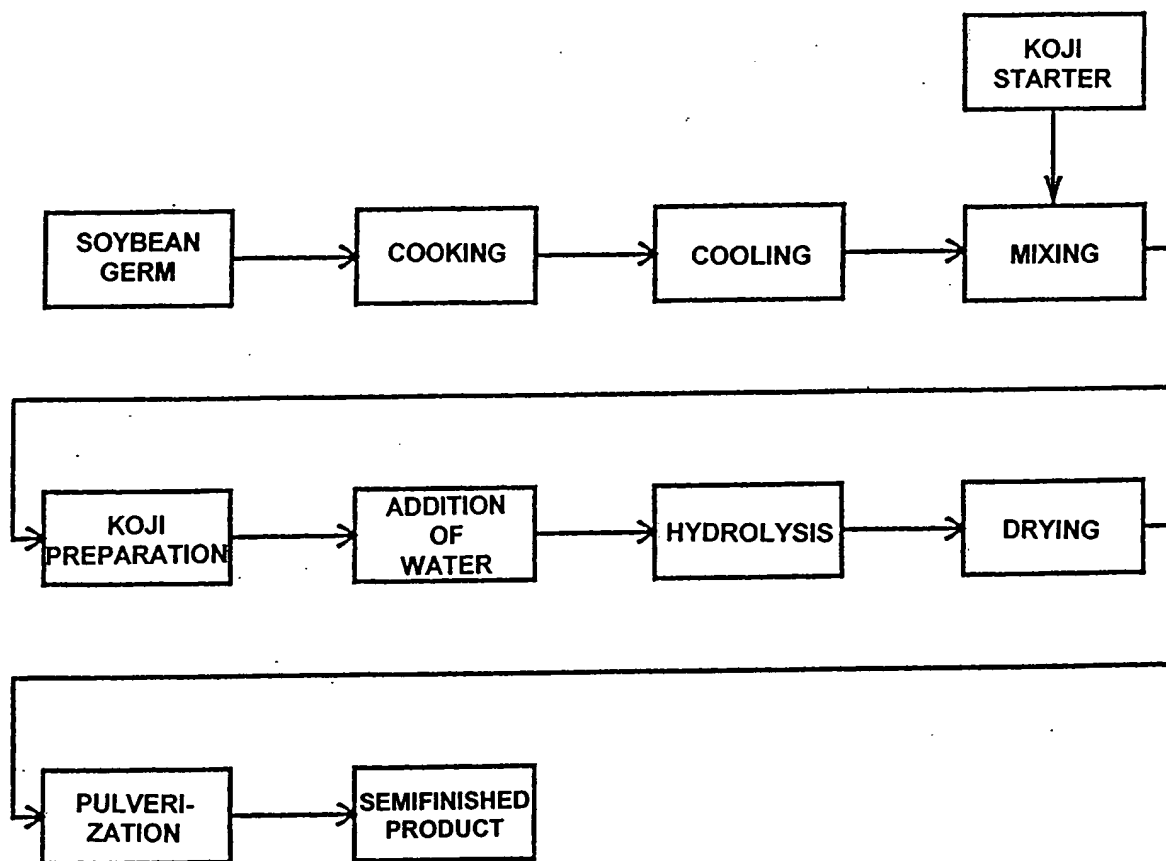 KOJI
STARTER
SOYBEAN
GERM
COOKING
COOLING
MIXING
KOJI
PREPARATION
ADDITION
OF
WATER
HYDROLYSIS
DRYING
PULVERI-
ZATION
SEMIFINISHED
PRODUCT